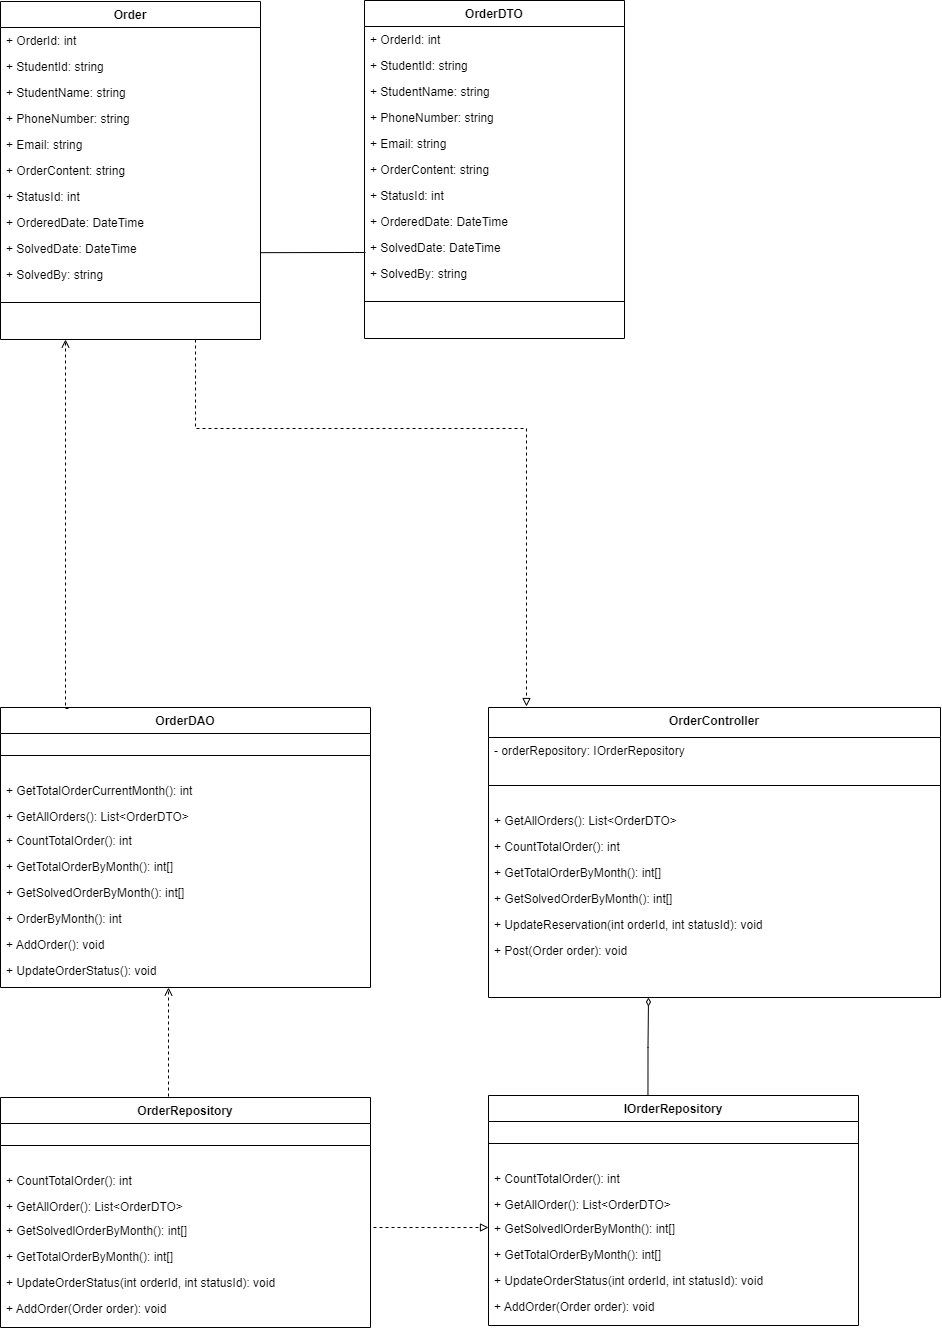 Order
+ OrderId: int
+ StudentId: string
+ StudentName: string
+ PhoneNumber: string
+ Email: string
+ OrderContent: string
+ StatusId: int
+ OrderedDate: DateTime
+ SolvedDate: DateTime
+ SolvedBy: string
OrderDTO
+ OrderId: int
+ StudentId: string
+ StudentName: string
+ PhoneNumber: string
+ Email: string
+ OrderContent: string
+ StatusId: int
+ OrderedDate: DateTime
+ SolvedDate: DateTime
+ SolvedBy: string
OrderDAO
+ GetTotalOrderCurrentMonth(): int
+ GetAllOrders(): List<OrderDTO>
+ CountTotalOrder(): int
+ GetTotalOrderByMonth(): int[]
+ GetSolvedOrderByMonth(): int[]
+ OrderByMonth(): int
+ AddOrder(): void
+ UpdateOrderStatus(): void
OrderController
- orderRepository: IOrderRepository
+ GetAllOrders(): List<OrderDTO>
+ CountTotalOrder(): int
+ GetTotalOrderByMonth(): int[]
+ GetSolvedOrderByMonth(): int[]
+ UpdateReservation(int orderId, int statusId): void
+ Post(Order order): void
OrderRepository
+ CountTotalOrder(): int
+ GetAllOrder(): List<OrderDTO>
+ GetSolvedIOrderByMonth(): int[]
+ GetTotalOrderByMonth(): int[]
+ UpdateOrderStatus(int orderId, int statusId): void
+ AddOrder(Order order): void
IOrderRepository
+ CountTotalOrder(): int
+ GetAllOrder(): List<OrderDTO>
+ GetSolvedIOrderByMonth(): int[]
+ GetTotalOrderByMonth(): int[]
+ UpdateOrderStatus(int orderId, int statusId): void
+ AddOrder(Order order): void